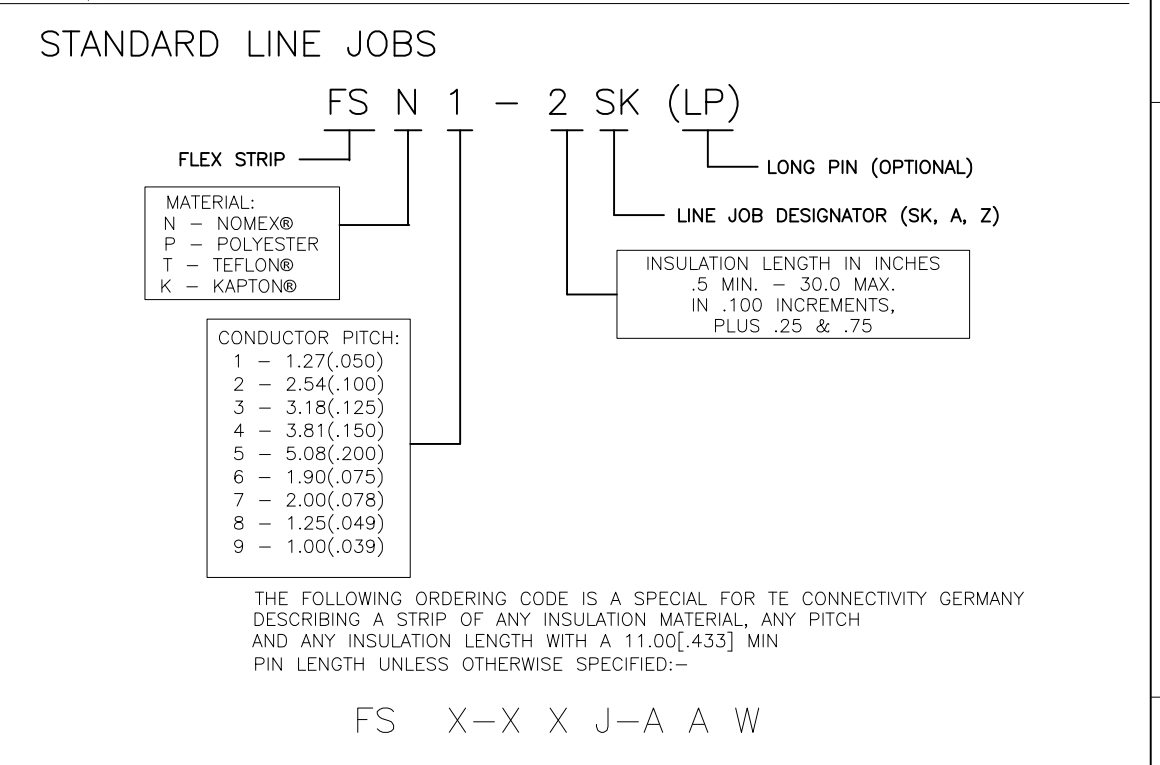 STANDARD LINE JOBS
FS N 1 – 2 SK (LP)
FLEX STRIP
LONG PIN (OPTIONAL)
MATERIAL:
N – NOMEX®
P – POLYESTER
T – TEFLON®
K – KAPTON®
LINE JOB DESIGNATOR (SK, A, Z)
INSULATION LENGTH IN INCHES
.5 MIN. – 30.0 MAX.
IN .100 INCREMENTS,
PLUS .25 & .75
CONDUCTOR PITCH:
1 – 1.27(.050)
2 – 2.54(.100)
3 – 3.18(.125)
4 – 3.81(.150)
5 – 5.08(.200)
6 – 1.90(.075)
7 – 2.00(.078)
8 – 1.25(.049)
9 – 1.00(.039)
THE FOLLOWING ORDERING CODE IS A SPECIAL FOR TE CONNECTIVITY GERMANY
DESCRIBING A STRIP OF ANY INSULATION MATERIAL, ANY PITCH
AND ANY INSULATION LENGTH WITH A 11.00[.433] MIN
PIN LENGTH UNLESS OTHERWISE SPECIFIED:–
FS X–X X J–A A W